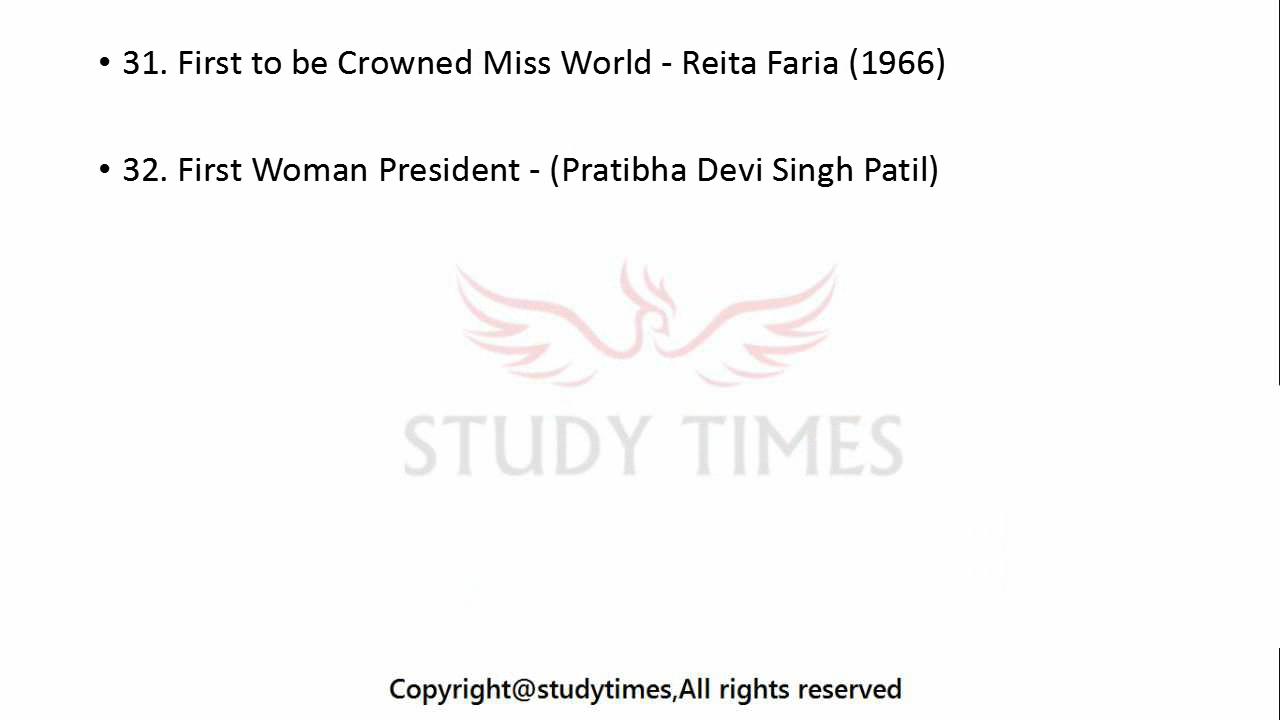 • 31. First to be Crowned Miss World - Reita Faria (1966)
• 32. First Woman President - (Pratibha Devi Singh Patil)
STUDY TIMES
Copyright@studytimes,All rights reserved